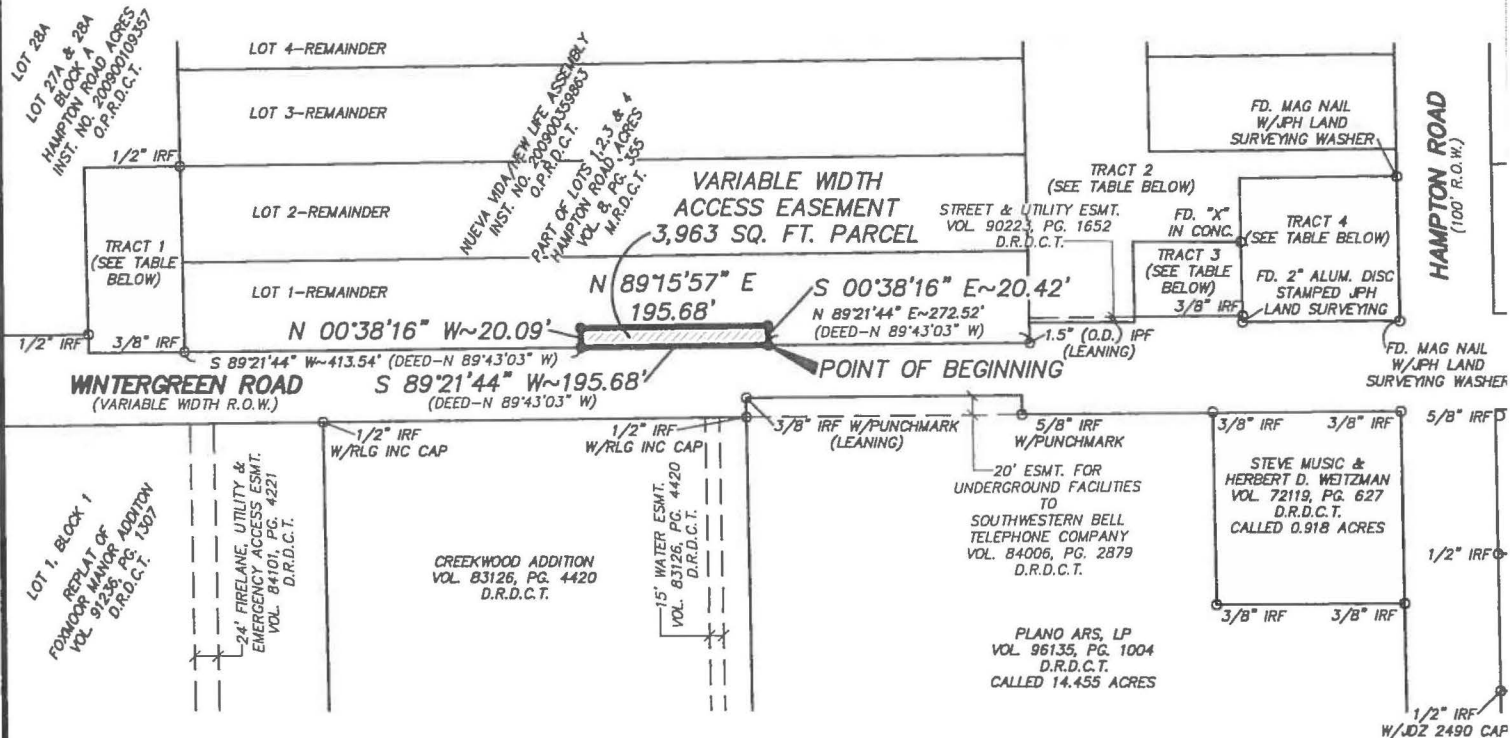 LOT 28A
LOT 27A & 28A
BLOCK A
HAMPTON ROAD ACRES
INST. NO. 200900109357
O.P.R.D.C.T.
LOT 4-REMAINDER
LOT 3-REMAINDER
LOT 2-REMAINDER
LOT 1-REMAINDER
NUEVA VIDA/NEW LIFE ASSEMBLY
INST. NO. 200900359863
O.P.R.D.C.T.
PART OF LOTS 1,2,3 & 4
HAMPTON ROAD ACRES
VOL. 8, PG. 355
M.R.D.C.T.
1/2" IRF
TRACT 1
(SEE TABLE
BELOW)
1/2" IRF
3/8" IRF
VARIABLE WIDTH
ACCESS EASEMENT
3,963 SQ. FT. PARCEL
N 89°15'57" E
195.68'
N 00°38'16" W~20.09'
S 00°38'16" E~20.42'
N 89°21'44" E~272.52'
(DEED-N 89°43'03" W)
S 89°21'44" W~413.54' (DEED-N 89°43'03" W)
S 89°21'44" W~195.68'
(DEED-N 89°43'03" W)
POINT OF BEGINNING
STREET & UTILITY ESMT.
VOL. 90223, PG. 1652
D.R.D.C.T.
TRACT 2
(SEE TABLE BELOW)
FD. "X"
IN CONC.
TRACT 3
(SEE TABLE
BELOW)
3/8" IRF
TRACT 4
(SEE TABLE BELOW)
FD. 2" ALUM. DISC
STAMPED JPH
LAND SURVEYING
FD. MAG NAIL
W/JPH LAND
SURVEYING WASHER
HAMPTON ROAD
(100' R.O.W.)
1.5" (O.D.) IPF
(LEANING)
FD. MAG NAIL
W/JPH LAND
SURVEYING WASHER
WINTERGREEN ROAD
(VARIABLE WIDTH R.O.W.)
1/2" IRF
W/RLG INC CAP
1/2" IRF
W/RLG INC CAP
3/8" IRF W/PUNCHMARK
(LEANING)
5/8" IRF
W/PUNCHMARK
3/8" IRF
3/8" IRF
5/8" IRF
LOT 1, BLOCK 1
REPLAT OF
FOXMOOR MANOR ADDITON
VOL. 91236, PG. 1307
D.R.D.C.T.
24' FIRELANE, UTILITY &
EMERGENCY ACCESS ESMT.
VOL. 84101, PG. 4221
D.R.D.C.T.
CREEKWOOD ADDITION
VOL. 83126, PG. 4420
D.R.D.C.T.
15' WATER ESMT.
VOL. 83126, PG. 4420
D.R.D.C.T.
20' ESMT. FOR
UNDERGROUND FACILITIES
TO
SOUTHWESTERN BELL
TELEPHONE COMPANY
VOL. 84006, PG. 2879
D.R.D.C.T.
STEVE MUSIC &
HERBERT D. WEITZMAN
VOL. 72119, PG. 627
D.R.D.C.T.
CALLED 0.918 ACRES
1/2" IRF
3/8" IRF
3/8" IRF
PLANO ARS, LP
VOL. 96135, PG. 1004
D.R.D.C.T.
CALLED 14.455 ACRES
1/2" IRF
W/JDZ 2490 CAP